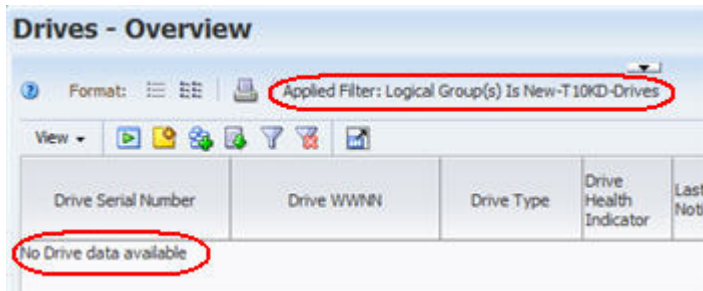 Drives - Overview
Format:
Applied Filter: Logical Group(s) Is New-T10KD-Drives
View
Drive Serial Number
Drive WWNN
Drive Type
Drive
Health
Indicator
Last
Noti
No Drive data available